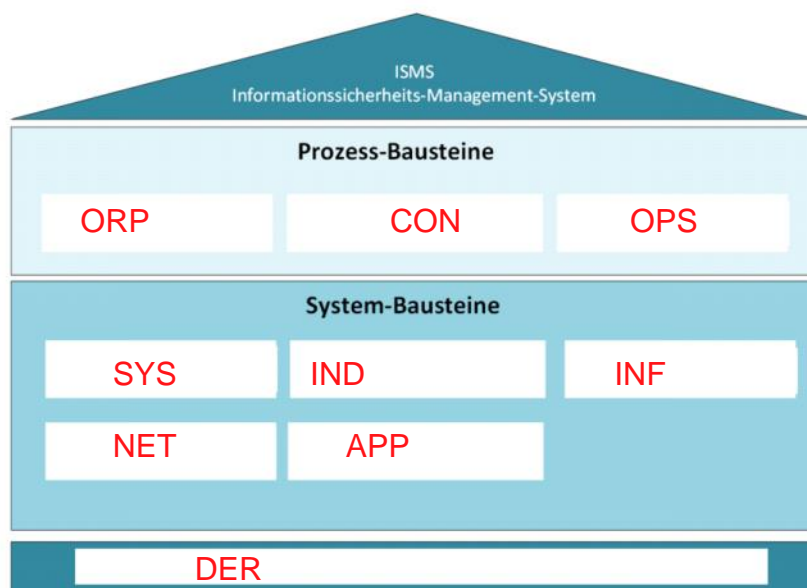 ISMS
Informationssicherheits-Management-System
Prozess-Bausteine
ORP CON OPS
System-Bausteine
SYS IND INF
NET APP
DER